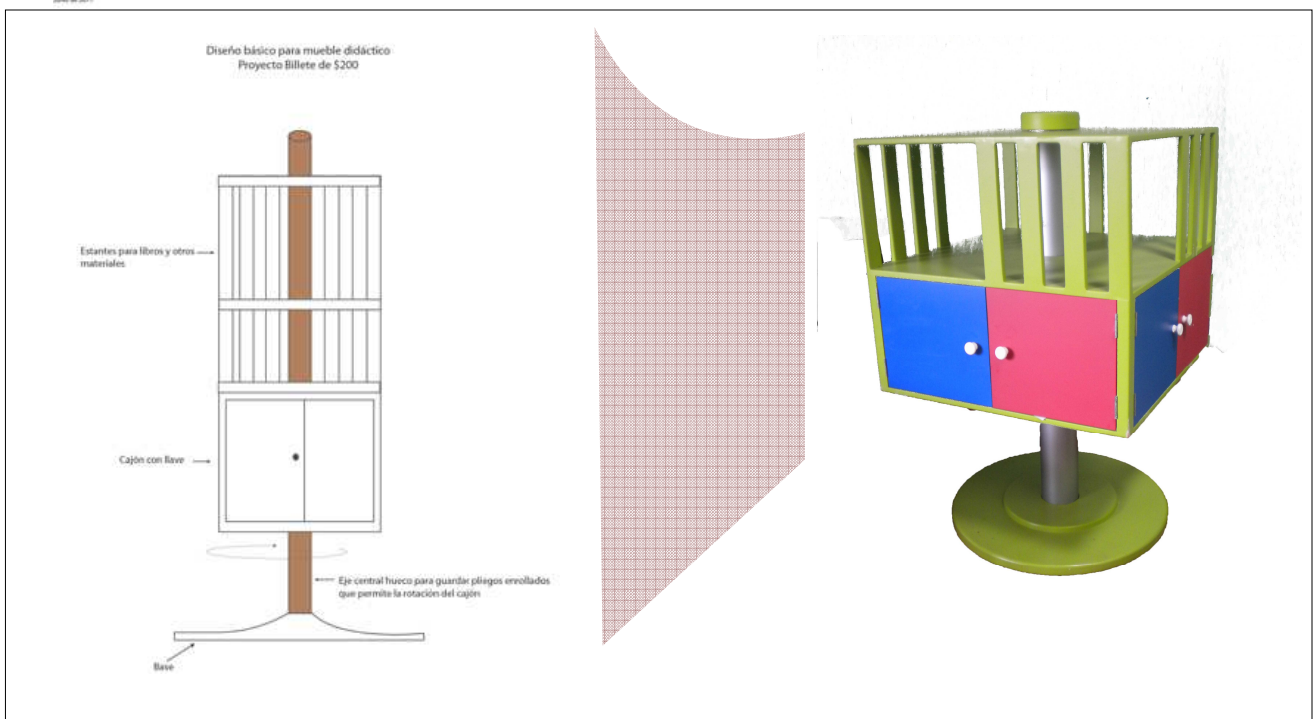 Diseño básico para mueble didáctico
Proyecto Billete de $200
Estantes para libros y otros
materiales
Cajón con llave
Eje central hueco para guardar pliegos enrollados
que permite la rotación del cajón
Base